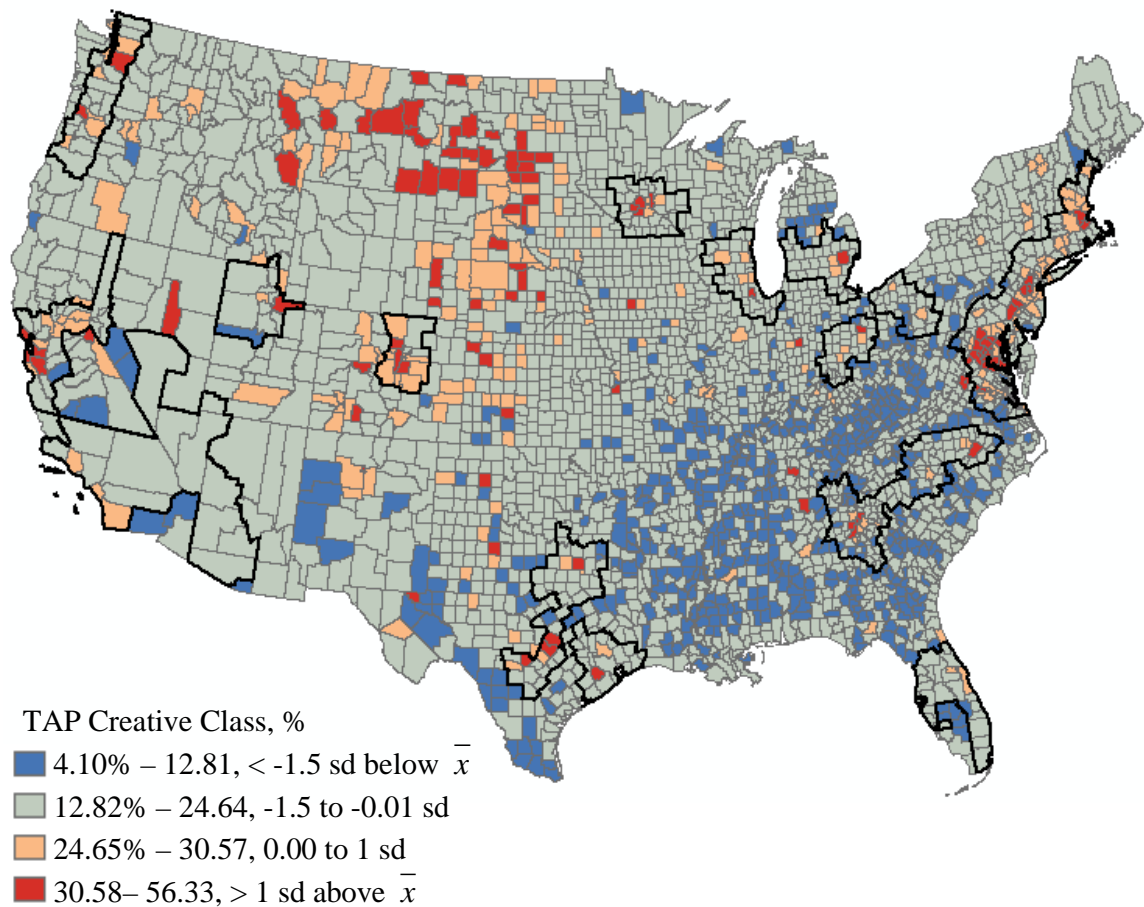 TAP Creative Class, %
4.10% – 12.81, < -1.5 sd below x̄
12.82% – 24.64, -1.5 to -0.01 sd
24.65% – 30.57, 0.00 to 1 sd
30.58– 56.33, > 1 sd above x̄